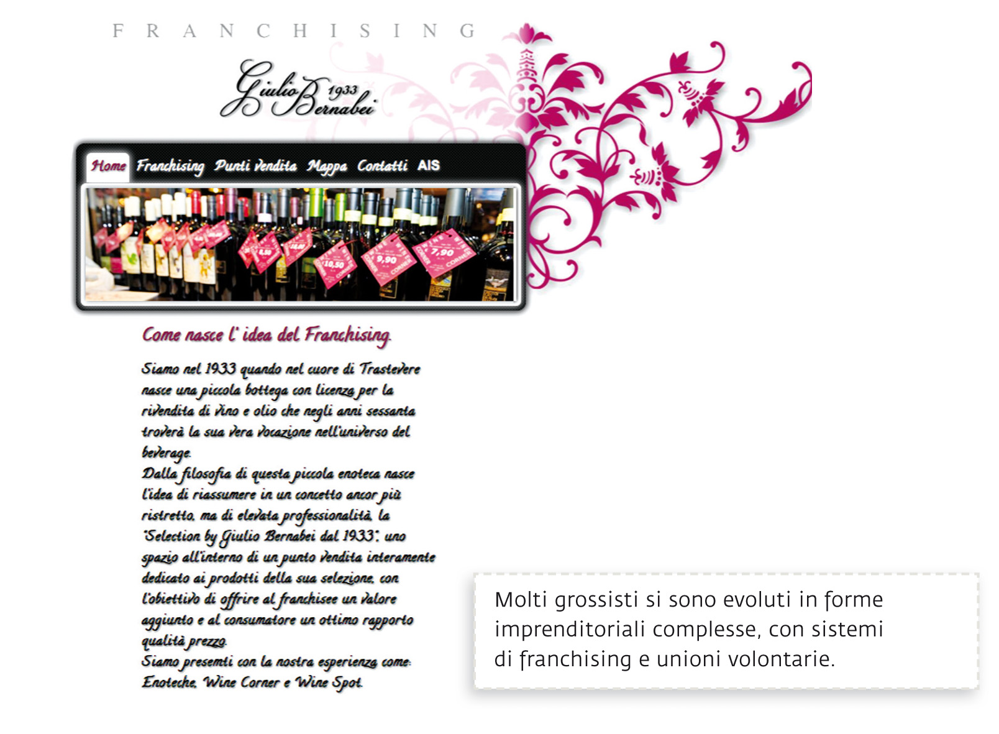 FRANCHISING
Giulio Bernabei 1933
Home Franchising Punti vendita Mappa Contatti AIS
8,50
10,50
WINE CORNER 9,90
WINE CORNER 7,90
Come nasce l' idea del Franchising.
Siamo nel 1933 quando nel cuore di Trastevere
nasce una piccola bottega con licenza per la
rivendita di vino e olio che negli anni sessanta
troverà la sua vera vocazione nell'universo del
beverage.
Dalla filosofia di questa piccola enoteca nasce
l'idea di riassumere in un concetto ancor più
ristretto, ma di elevata professionalità, la
"Selection by Giulio Bernabei dal 1933", uno
spazio all'interno di un punto vendita interamente
dedicato ai prodotti della sua selezione, con
l'obiettivo di offrire al franchisee un valore
aggiunto e al consumatore un ottimo rapporto
qualità prezzo.
Siamo presemti con la nostra esperienza come:
Enoteche, Wine Corner e Wine Spot.
Molti grossisti si sono evoluti in forme
imprenditoriali complesse, con sistemi
di franchising e unioni volontarie.